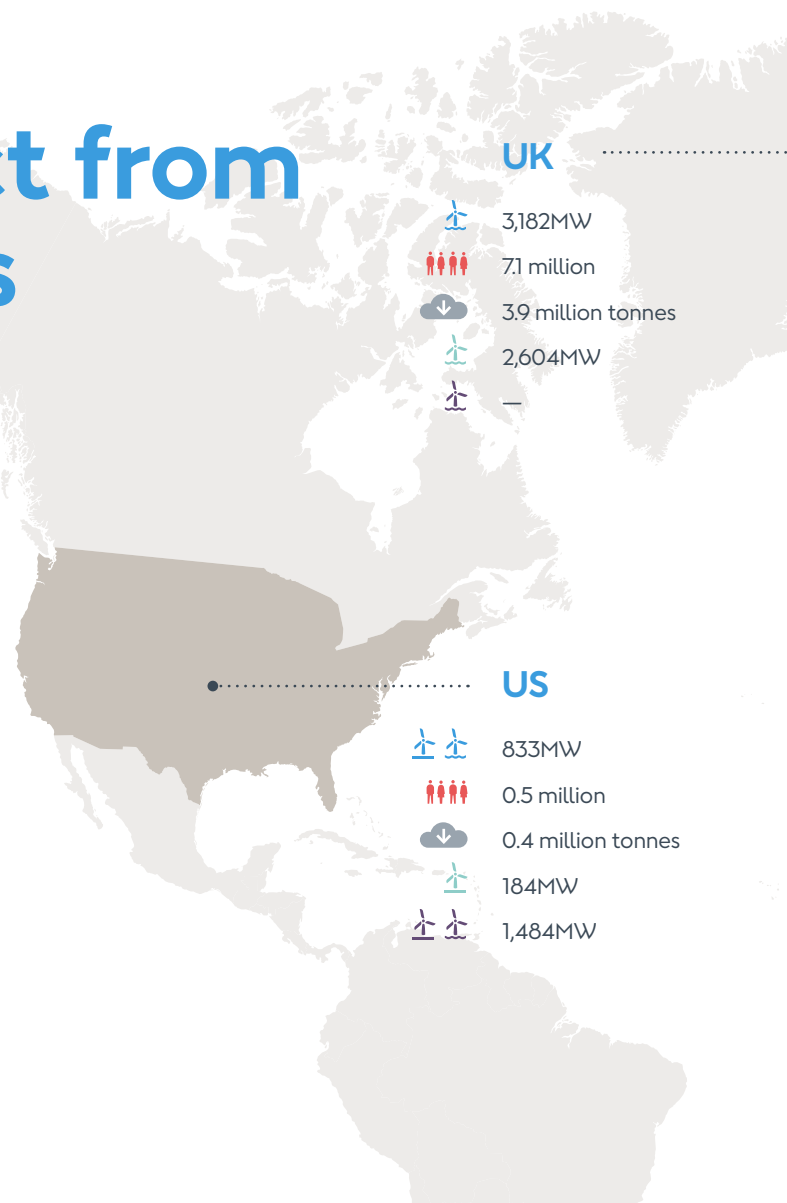 t from
s
UK
3,182MW
7.1 million
3.9 million tonnes
2,604MW
—
US
833MW
0.5 million
0.4 million tonnes
184MW
1,484MW